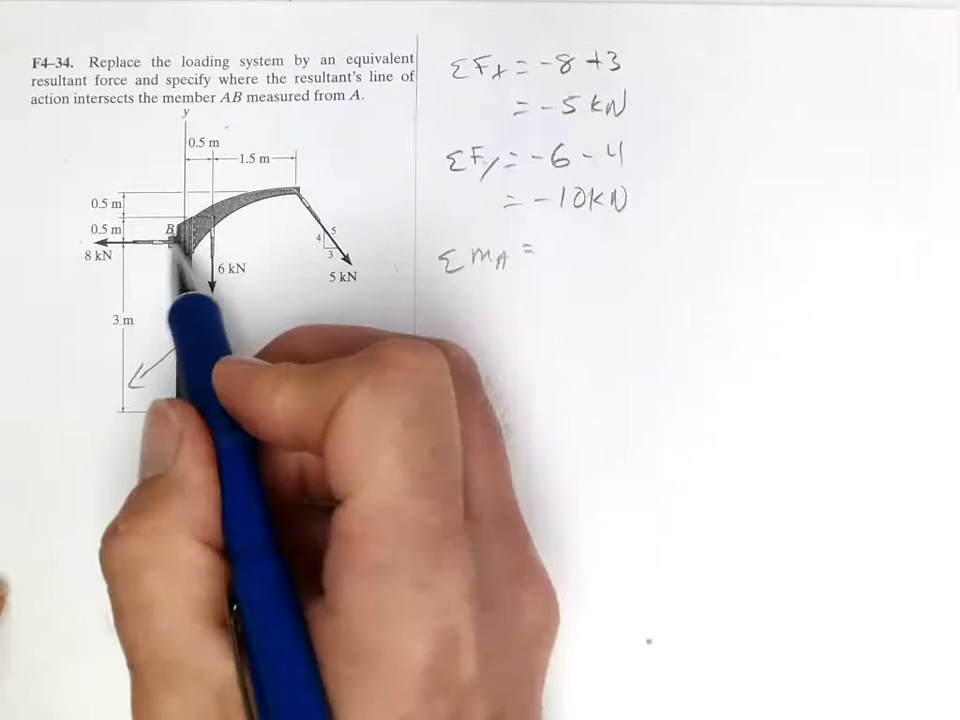 F4–34. Replace the loading system by an equivalent
resultant force and specify where the resultant's line of
action intersects the member AB measured from A.
y
0.5 m
1.5 m
0.5 m
0.5 m
B
8 kN
6 kN
5
4
3
5 kN
3 m
ΣFx = -8 +3
= -5 kN
ΣFy = -6 - 4
= -10kN
ΣmA =